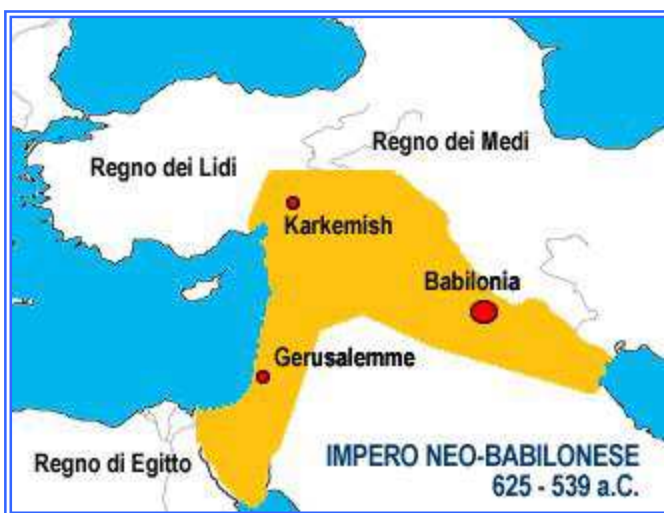 Regno dei Medi
Regno dei Lidi
Karkemish
Babilonia
Gerusalemme
Regno di Egitto
IMPERO NEO-BABILONESE
625 - 539 a.C.